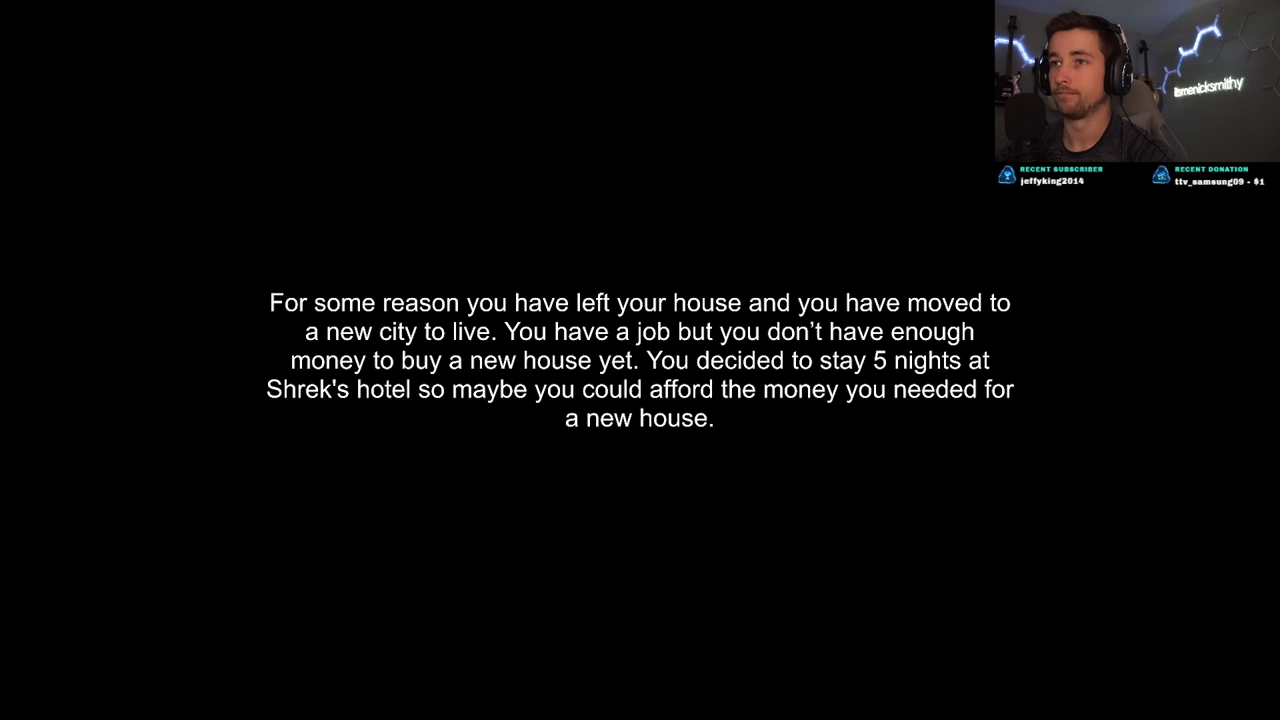 itsmenicksmithy
RECENT SUBSCRIBER
jeffyking2014
RECENT DONATION
ttv_samsung09 - $1
For some reason you have left your house and you have moved to
a new city to live. You have a job but you don’t have enough
money to buy a new house yet. You decided to stay 5 nights at
Shrek's hotel so maybe you could afford the money you needed for
a new house.